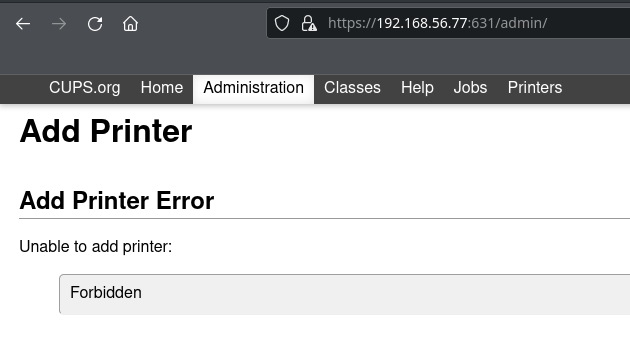 https://192.168.56.77:631/admin/
CUPS.org Home Administration Classes Help Jobs Printers
Add Printer
Add Printer Error
Unable to add printer:
Forbidden